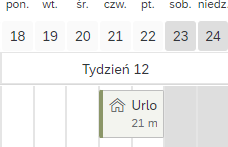 pon. wt. śr. czw. pt. sob. niedz.
18 19 20 21 22 23 24
Tydzień 12
Urlo
21 m